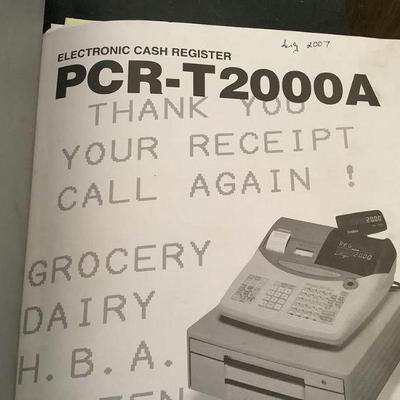 Aug 2007
ELECTRONIC CASH REGISTER
PCR-T2000A
THANK YOU
YOUR RECEIPT
CALL AGAIN !
GROCERY
DAIRY
H.B.A.